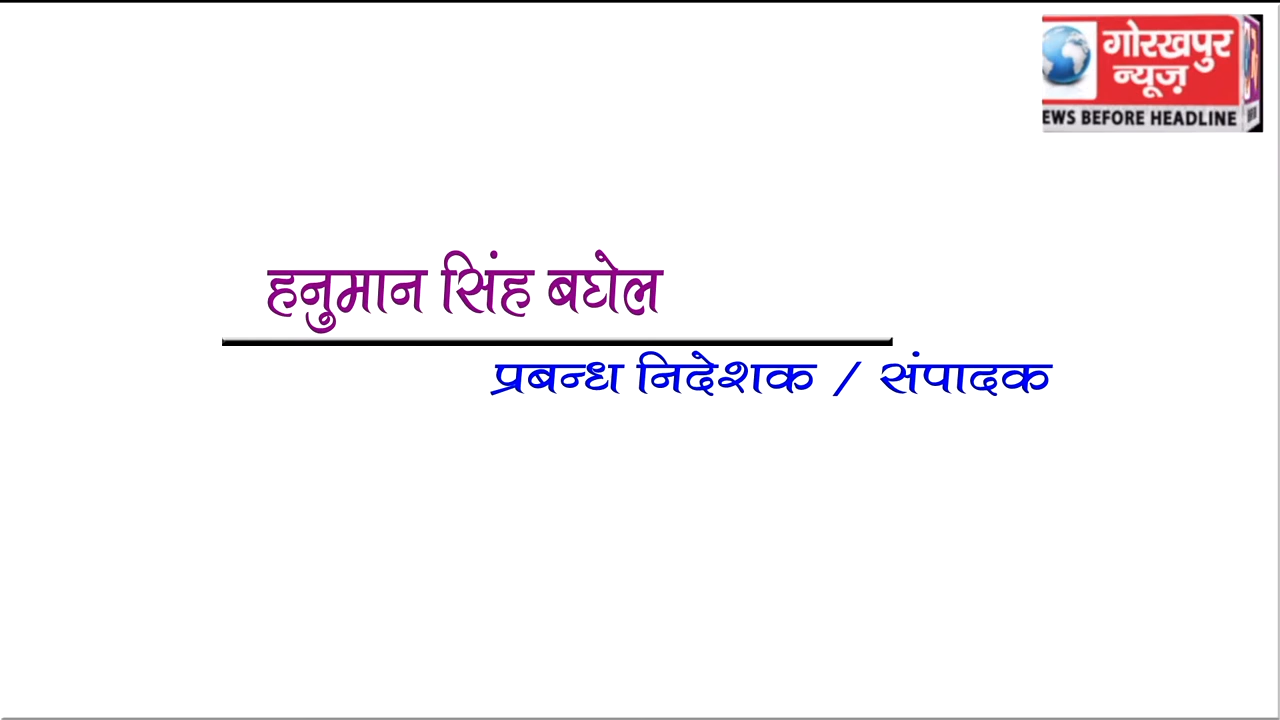 गोरखपुर
न्यूज़
EWS BEFORE HEADLINE
हनुमान सिंह बघेल
प्रबन्ध निदेशक / संपादक